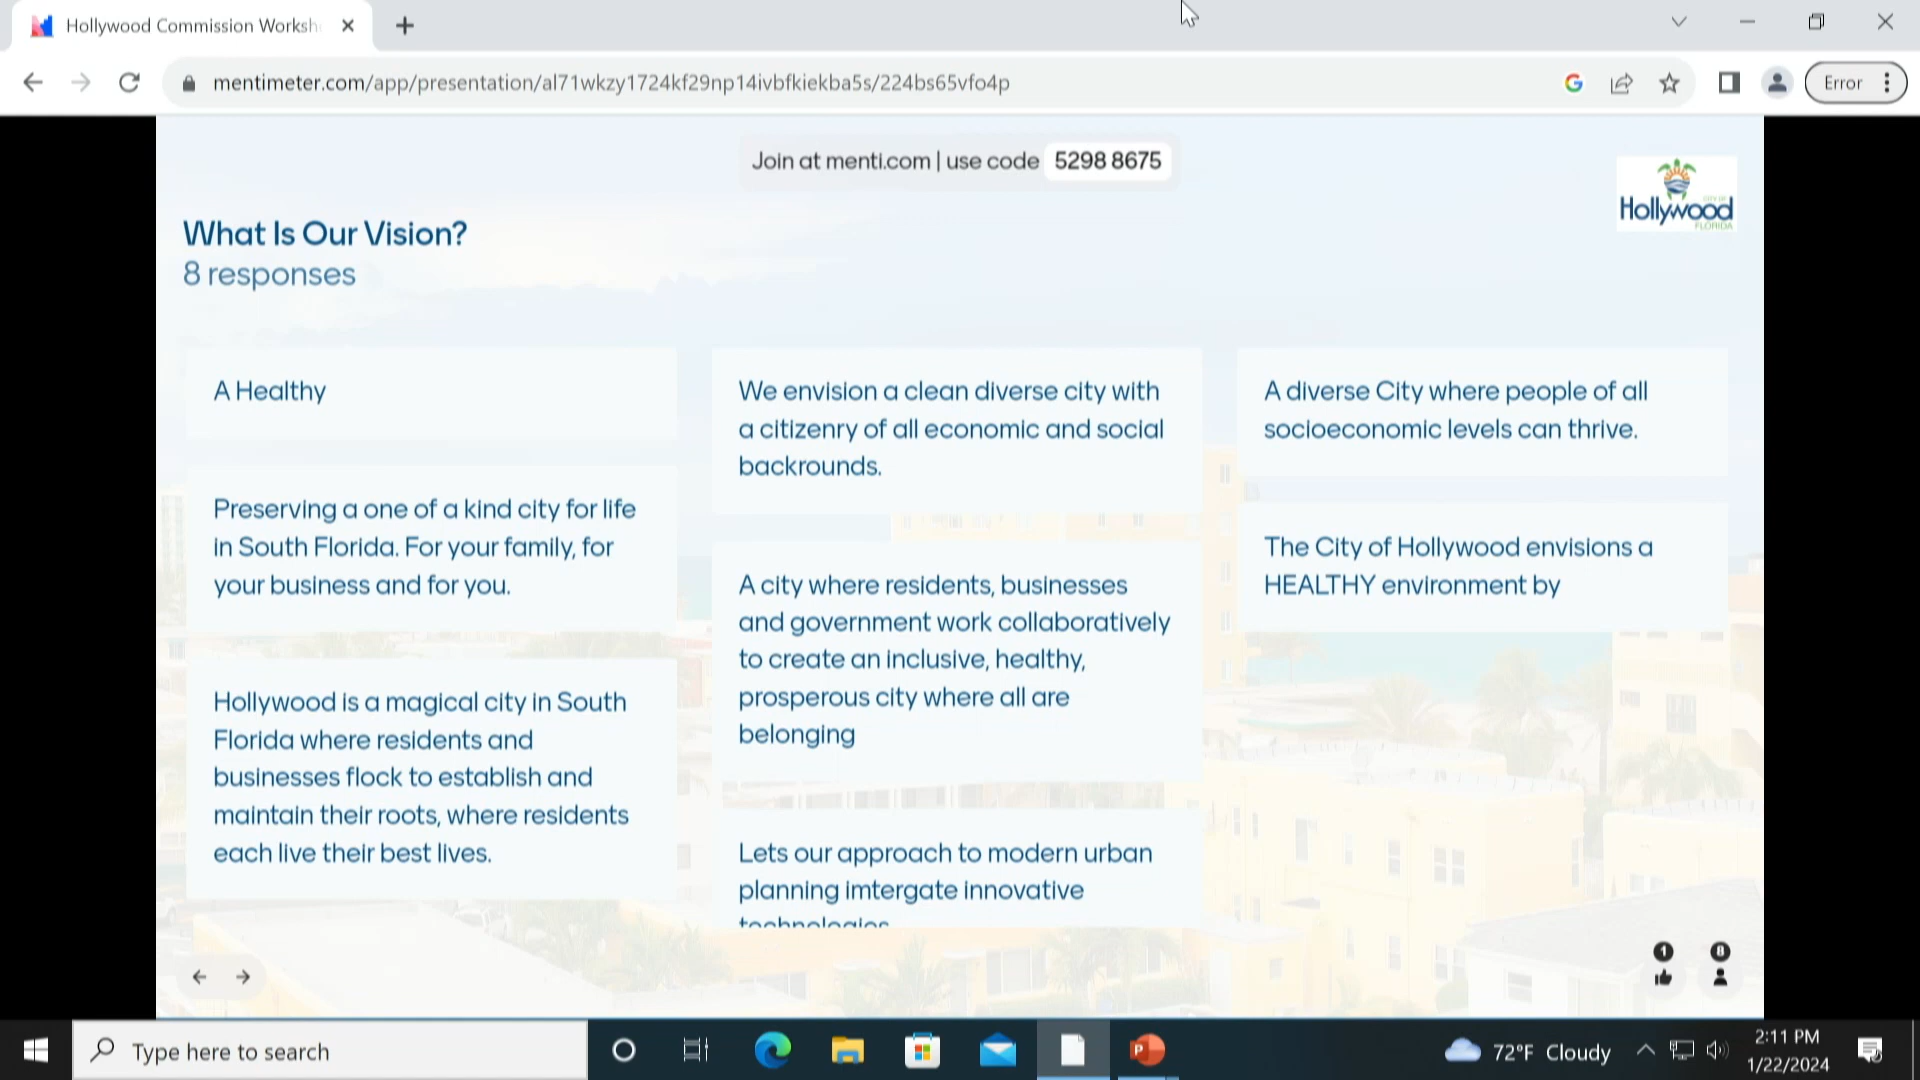 Hollywood Commission Worksh
mentimeter.com/app/presentation/al71wkzy1724kf29np14ivbfkiekba5s/224bs65vfo4p
Error
Join at menti.com | use code 5298 8675
CITY OF
Hollywood
FLORIDA
What Is Our Vision?
8 responses
A Healthy
Preserving a one of a kind city for life
in South Florida. For your family, for
your business and for you.
Hollywood is a magical city in South
Florida where residents and
businesses flock to establish and
maintain their roots, where residents
each live their best lives.
We envision a clean diverse city with
a citizenry of all economic and social
backrounds.
A city where residents, businesses
and government work collaboratively
to create an inclusive, healthy,
prosperous city where all are
belonging
Lets our approach to modern urban
planning imtergate innovative
technologies
A diverse City where people of all
socioeconomic levels can thrive.
The City of Hollywood envisions a
HEALTHY environment by
1
8
Type here to search
P
72°F Cloudy
2:11 PM
1/22/2024